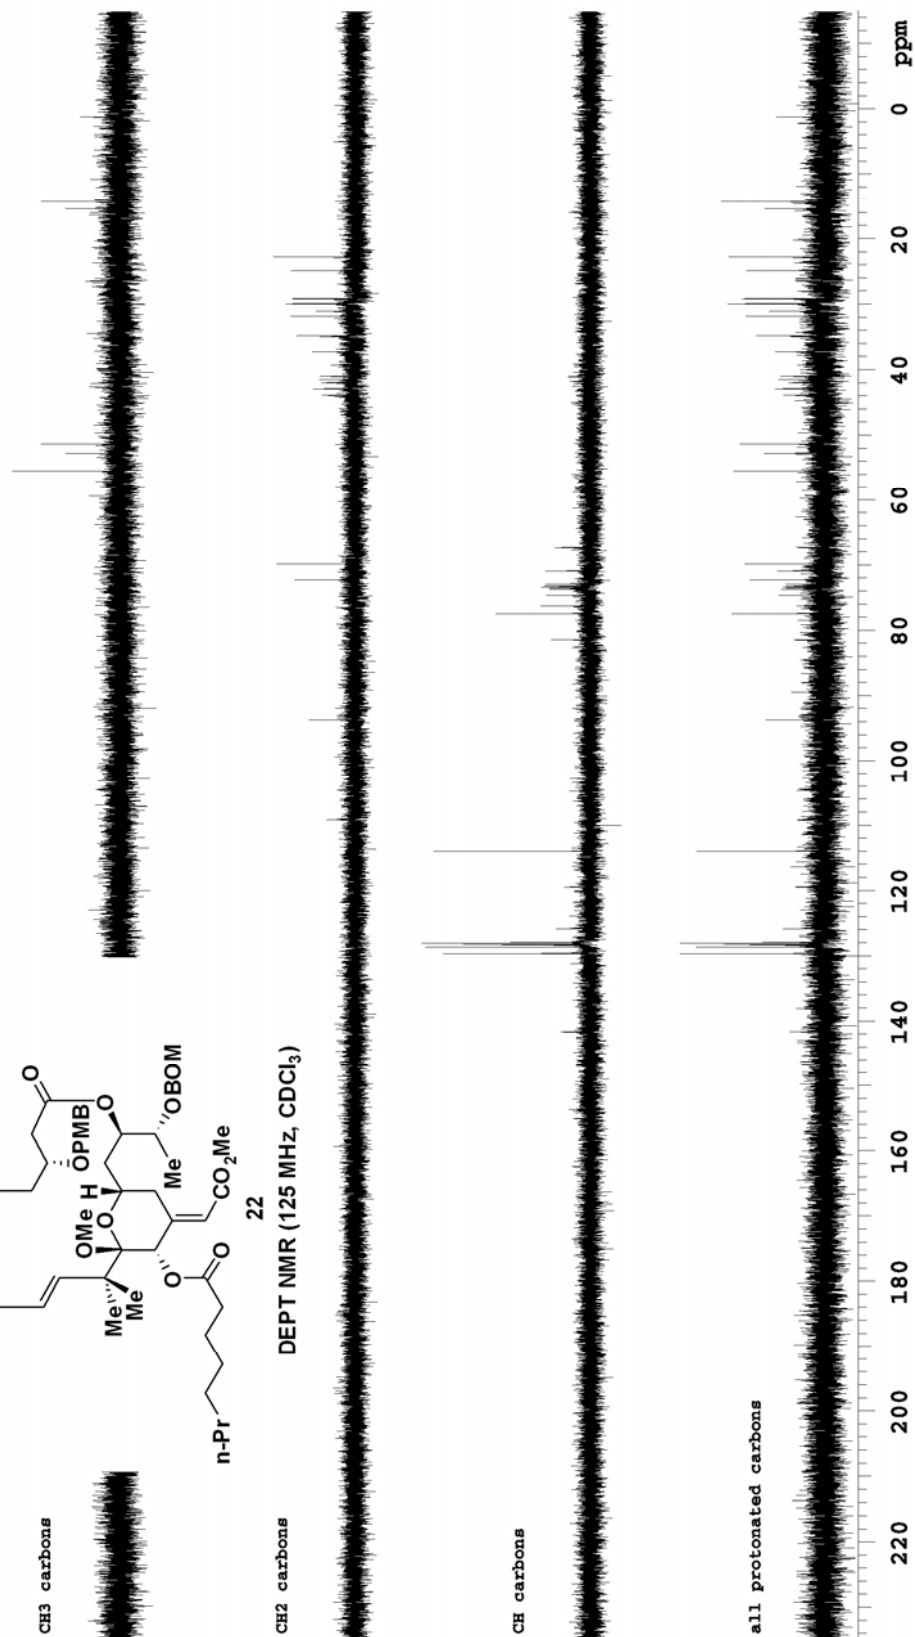 CH3 carbons
O
OPMB
O
OBOM
Me
H
OMe
O
CO2Me
Me
Me
O
O
n-Pr
22
DEPT NMR (125 MHz, CDCl3)
CH2 carbons
CH carbons
all protonated carbons
220 200 180 160 140 120 100 80 60 40 20 0 ppm